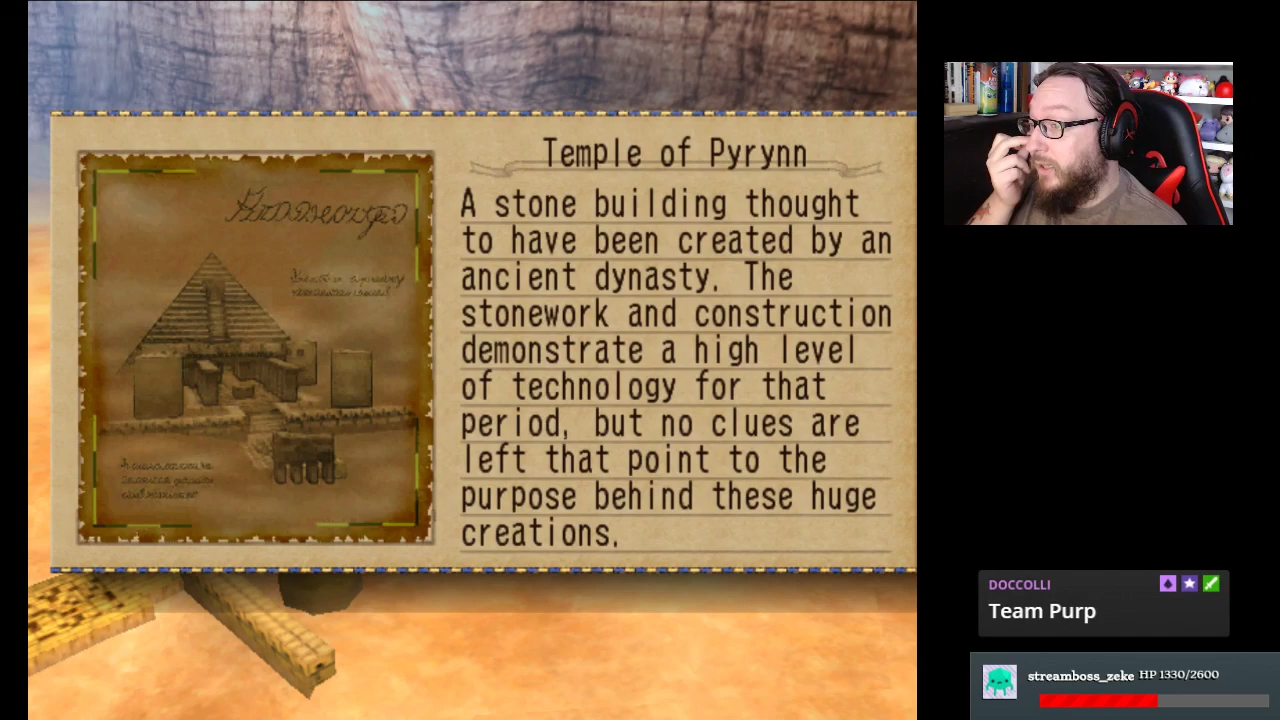 Temple of Pyrynn
A stone building thought
to have been created by an
ancient dynasty. The
stonework and construction
demonstrate a high level
of technology for that
period, but no clues are
left that point to the
purpose behind these huge
creations.
DOCCOLLI
Team Purp
streamboss_zeke HP 1330/2600